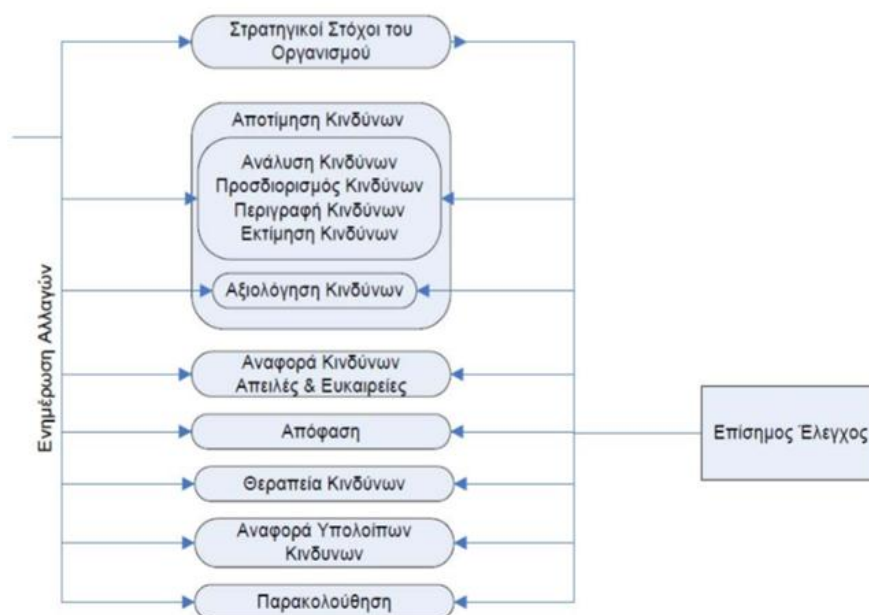 Στρατηγικοί Στόχοι του
Οργανισμού
Αποτίμηση Κινδύνων
Ανάλυση Κινδύνων
Προσδιορισμός Κινδύνων
Περιγραφή Κινδύνων
Εκτίμηση Κινδύνων
Αξιολόγηση Κινδύνων
Αναφορά Κινδύνων
Απειλές & Ευκαιρείες
Απόφαση
Θεραπεία Κινδύνων
Αναφορά Υπολοίπων
Κινδυνων
Παρακολούθηση
Ενημέρωση Αλλαγών
Επίσημος Έλεγχος